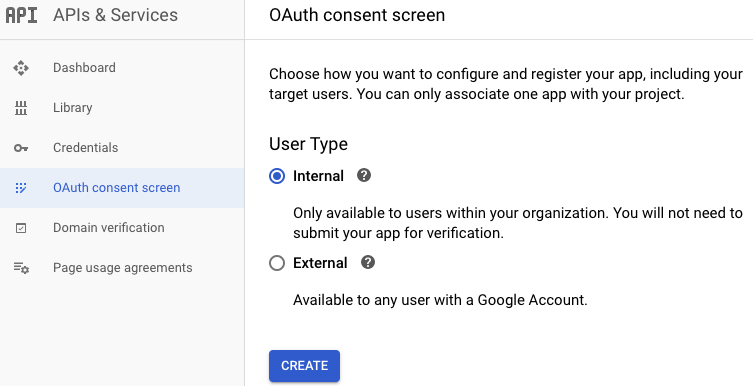 API APIs & Services
Dashboard
Library
Credentials
OAuth consent screen
Domain verification
Page usage agreements
OAuth consent screen
Choose how you want to configure and register your app, including your
target users. You can only associate one app with your project.
User Type
Internal ?
Only available to users within your organization. You will not need to
submit your app for verification.
External ?
Available to any user with a Google Account.
CREATE